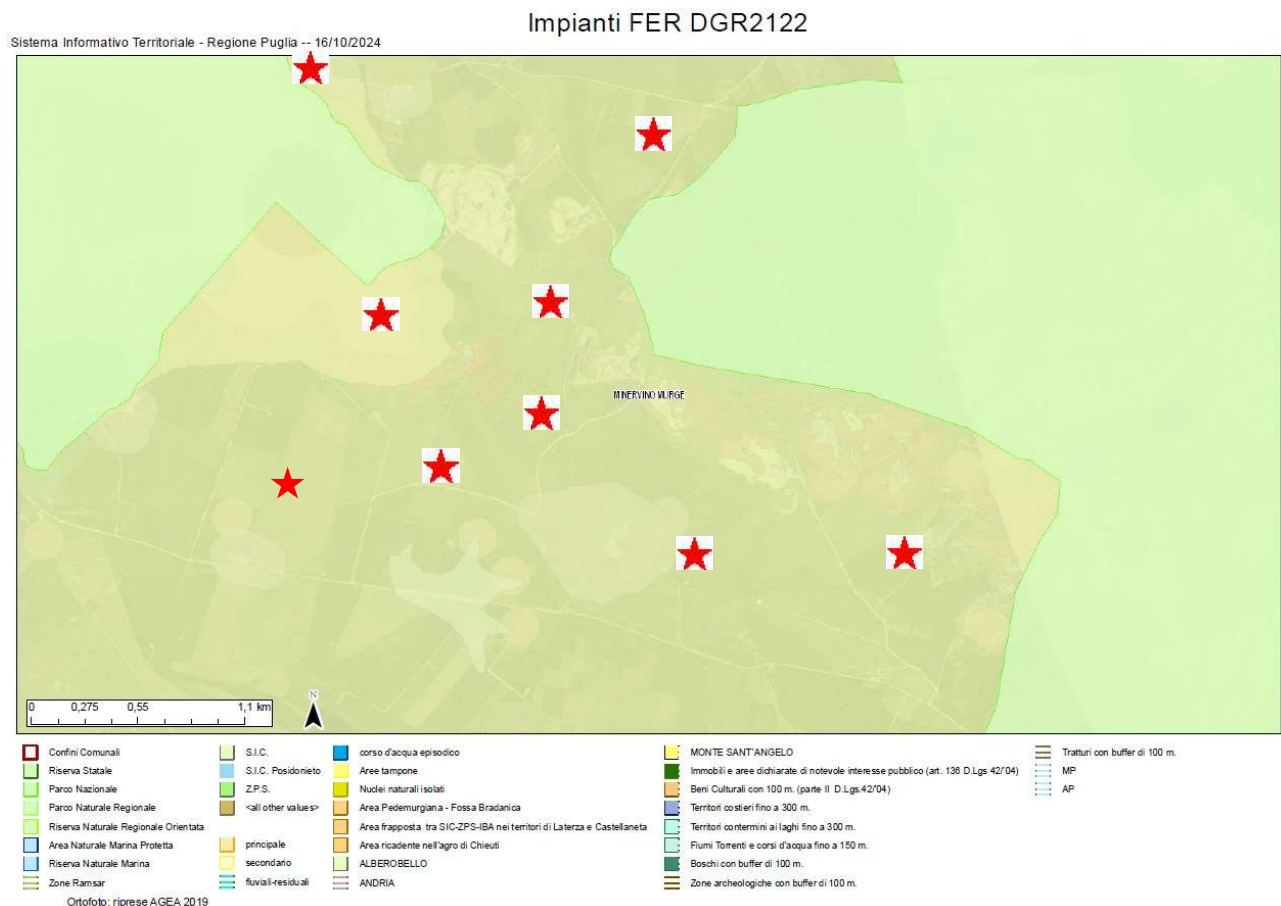 Impianti FER DGR2122
Sistema Informativo Territoriale - Regione Puglia -- 16/10/2024
MINERVINO MURGE
0 0,275 0,55 1,1 km
N
Confini Comunali
Riserva Statale
Parco Nazionale
Parco Naturale Regionale
Riserva Naturale Regionale Orientata
Area Naturale Marina Protetta
Riserva Naturale Marina
Zone Ramsar
S.I.C.
S.I.C. Posidonieto
Z.P.S.
<all other values>
principale
secondario
fluviali-residuali
corso d'acqua episodico
Aree tampone
Nuclei naturali isolati
Area Pedemurgiana - Fossa Bradanica
Area frapposta tra SIC-ZPS-IBA nei territori di Laterza e Castellaneta
Area ricadente nell'agro di Chieuti
ALBEROBELLO
ANDRIA
MONTE SANT'ANGELO
Immobili e aree dichiarate di notevole interesse pubblico (art. 136 D.Lgs 42/'04)
Beni Culturali con 100 m. (parte II D.Lgs.42/'04)
Territori costieri fino a 300 m.
Territori contermini ai laghi fino a 300 m.
Fiumi Torrenti e corsi d'acqua fino a 150 m.
Boschi con buffer di 100 m.
Zone archeologiche con buffer di 100 m.
Tratturi con buffer di 100 m.
MP
AP
Ortofoto: riprese AGEA 2019